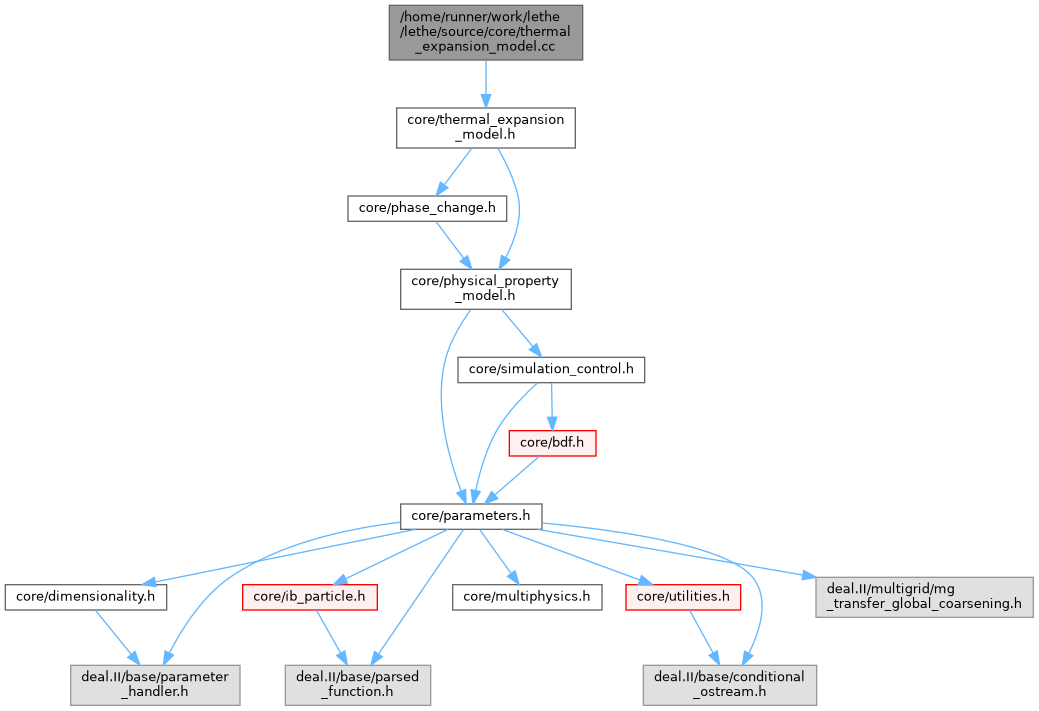 /home/runner/work/lethe
/lethe/source/core/thermal
_expansion_model.cc
core/thermal_expansion
_model.h
core/phase_change.h
core/physical_property
_model.h
core/simulation_control.h
core/bdf.h
core/parameters.h
core/dimensionality.h
core/ib_particle.h
core/multiphysics.h
core/utilities.h
deal.II/multigrid/mg
_transfer_global_coarsening.h
deal.II/base/parameter
_handler.h
deal.II/base/parsed
_function.h
deal.II/base/conditional
_ostream.h